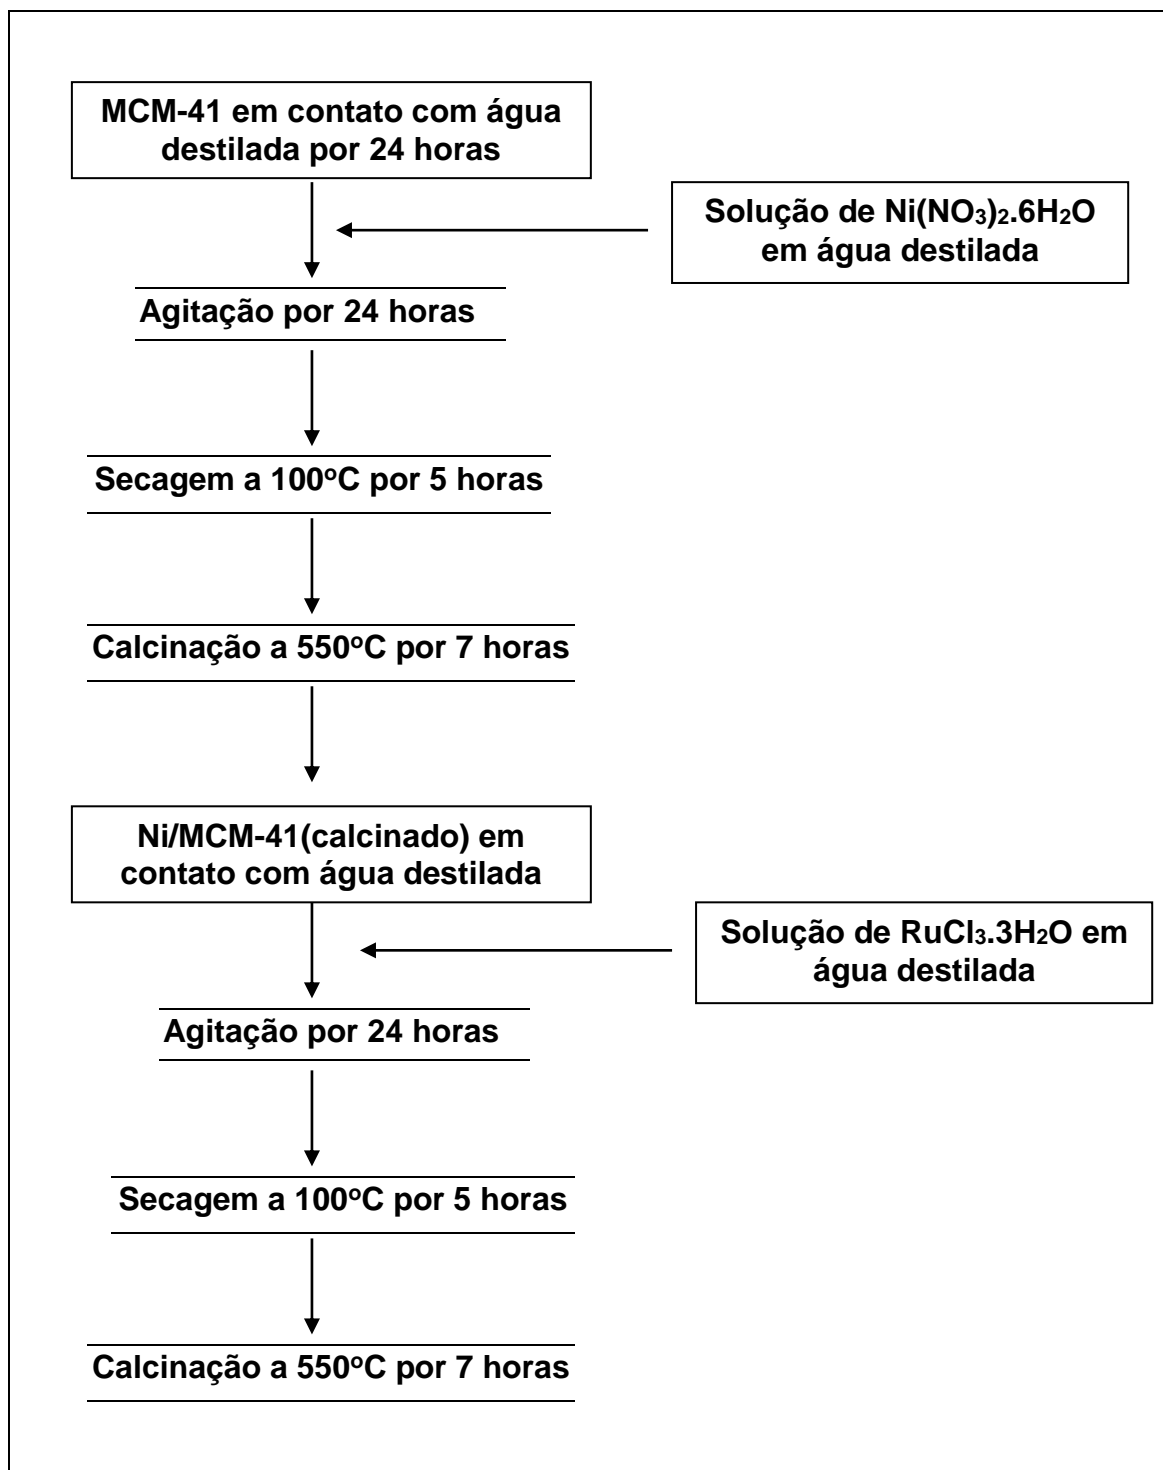 MCM-41 em contato com água
destilada por 24 horas
Solução de Ni(NO₃)₂.6H₂O
em água destilada
Agitação por 24 horas
Secagem a 100ºC por 5 horas
Calcinação a 550ºC por 7 horas
Ni/MCM-41(calcinado) em
contato com água destilada
Solução de RuCl₃.3H₂O em
água destilada
Agitação por 24 horas
Secagem a 100ºC por 5 horas
Calcinação a 550ºC por 7 horas